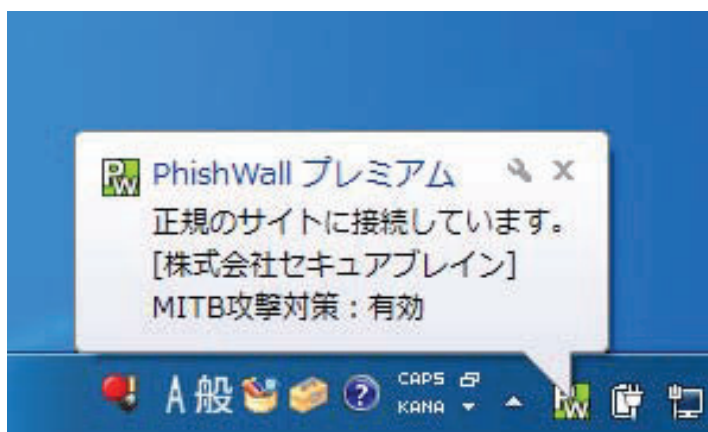 PW PhishWall プレミアム
正規のサイトに接続しています。
[株式会社セキュアブレイン]
MITB攻撃対策：有効
A 般 ? CAPS KANA PW